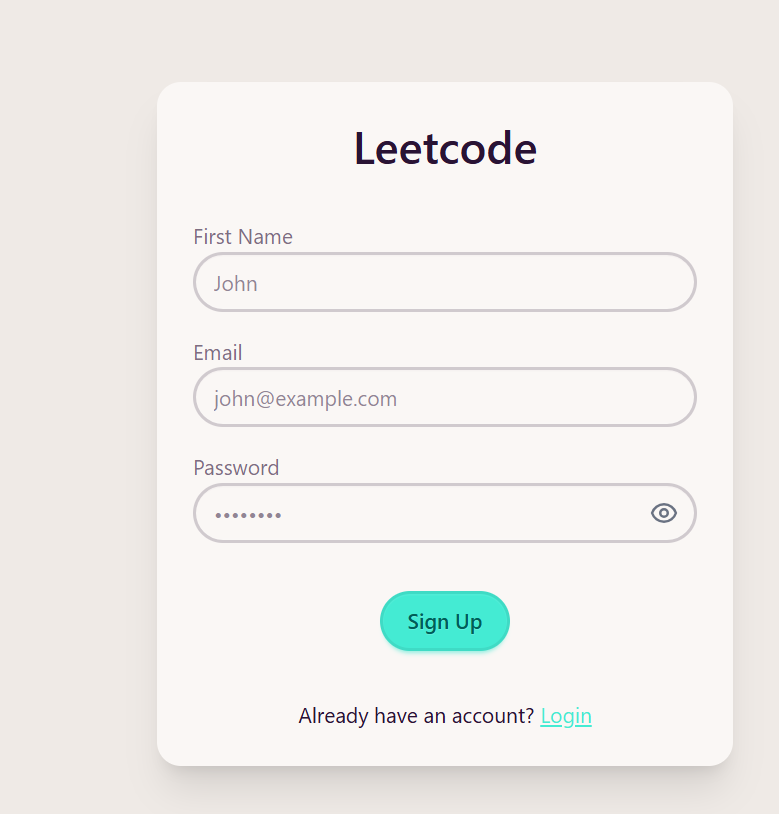 Leetcode
First Name
John
Email
john@example.com
Password
••••••••
Sign Up
Already have an account? Login